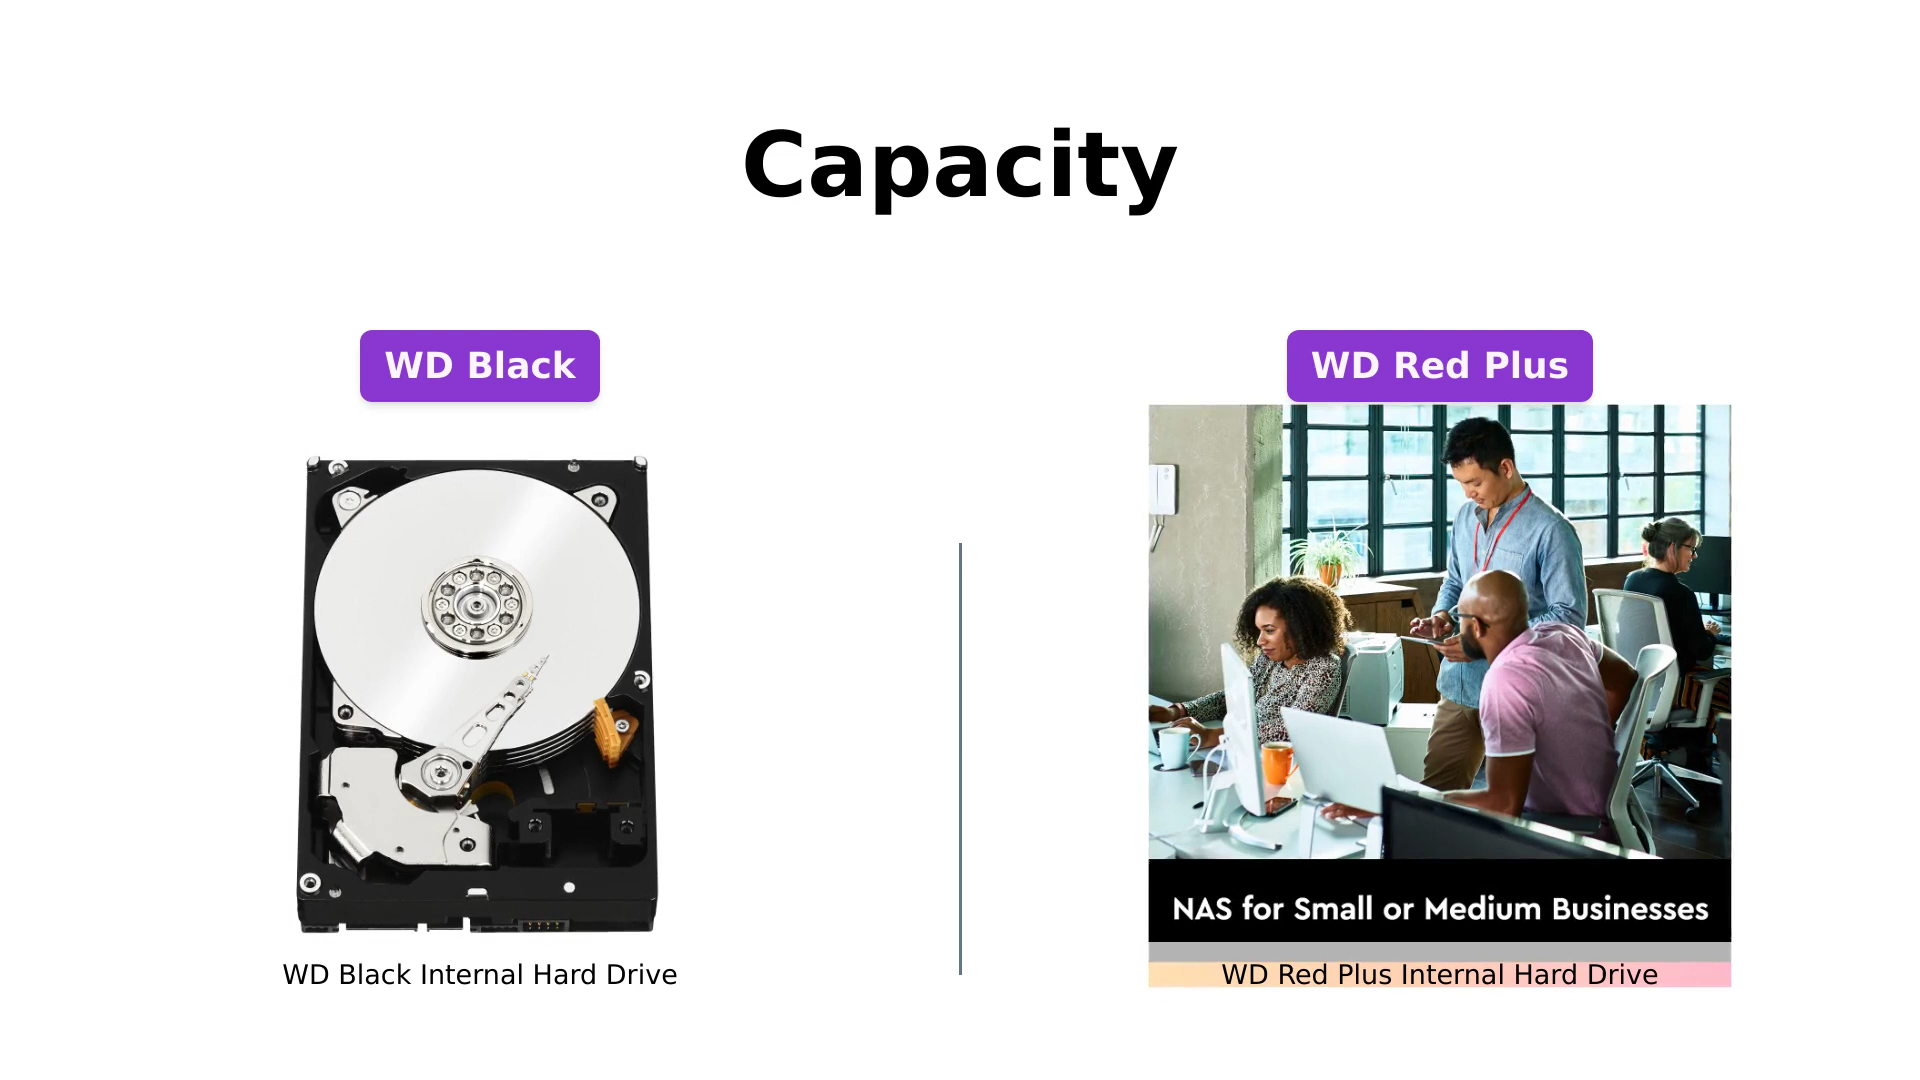 Capacity
WD Black
WD Red Plus
NAS for Small or Medium Businesses
WD Black Internal Hard Drive
WD Red Plus Internal Hard Drive